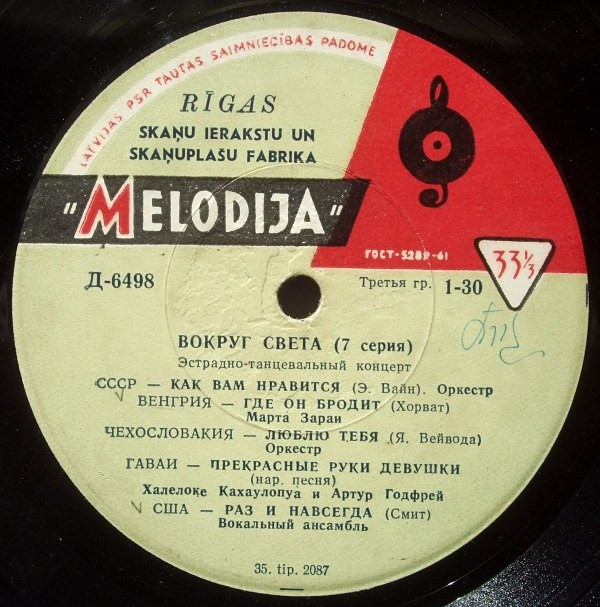 LATVIJAS PSR TAUTAS SAIMNIECĪBAS PADOME
RĪGAS
SKAŅU IERAKSTU UN
SKAŅUPLAŠU FABRIKA
"MELODIJA"
ГОСТ-5289-61
33⅓
Д-6498 Третья гр. 1-30
ВОКРУГ СВЕТА (7 серия)
Эстрадно-танцевальный концерт
СССР — КАК ВАМ НРАВИТСЯ (Э. Вайн). Оркестр
ВЕНГРИЯ — ГДЕ ОН БРОДИТ (Хорват)
Марта Зараи
ЧЕХОСЛОВАКИЯ — ЛЮБЛЮ ТЕБЯ (Я. Вейвода)
Оркестр
ГАВАИ — ПРЕКРАСНЫЕ РУКИ ДЕВУШКИ
(нар. песня)
Халелоке Кахаулопуа и Артур Годфрей
США — РАЗ И НАВСЕГДА (Смит)
Вокальный ансамбль
35. tip. 2087